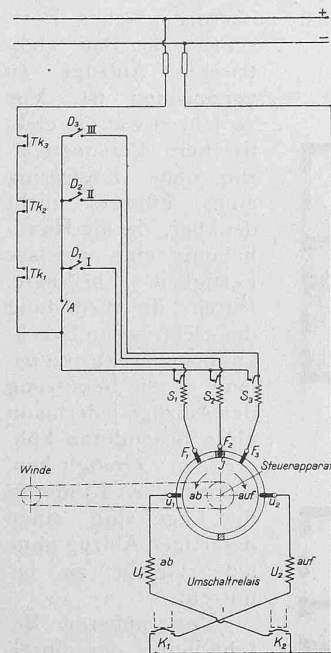 +
−
D₃ III
Tk₃
D₂ II
Tk₂
D₁ I
Tk₁
A
S₁ S₂ S₃
F₁ F₂ F₃
J
Steuerapparat
Winde
ab auf
u₁ u₂
ab auf
U₁ U₂
Umschaltrelais
K₁ K₂